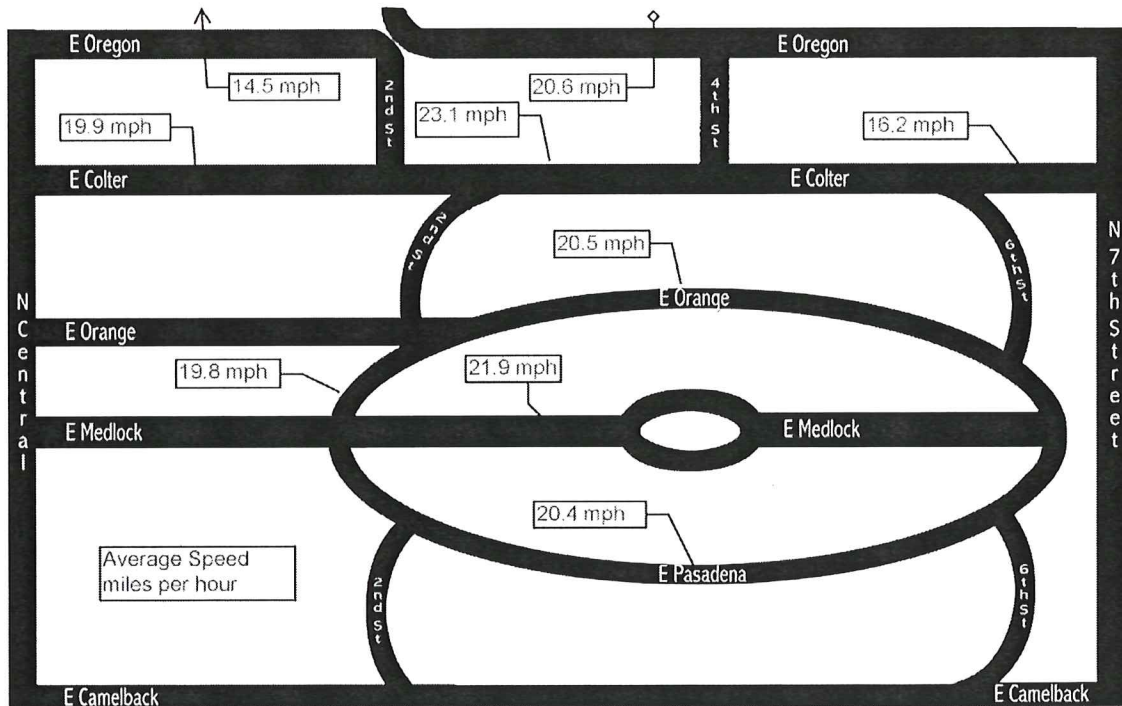 E Oregon
E Oregon
14.5 mph
20.6 mph
2nd St
4th St
19.9 mph
23.1 mph
16.2 mph
E Colter
E Colter
2nd St
20.5 mph
6th St
N 7th Street
N Central
E Orange
E Orange
19.8 mph
21.9 mph
E Medlock
E Medlock
20.4 mph
Average Speed
miles per hour
E Pasadena
2nd St
6th St
E Camelback
E Camelback